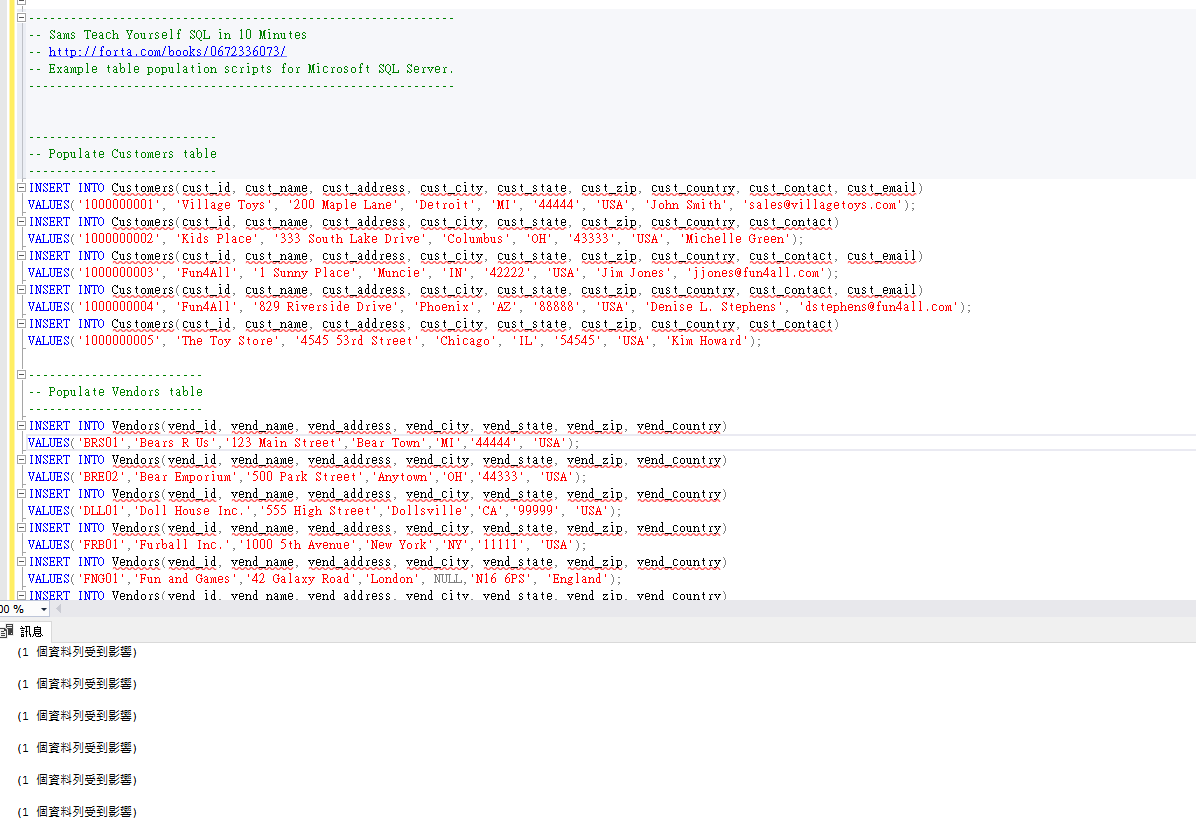 ----------------------------------------------------------------
-- Sams Teach Yourself SQL in 10 Minutes
-- http://forta.com/books/0672336073/
-- Example table population scripts for Microsoft SQL Server.
----------------------------------------------------------------
---------------------------
-- Populate Customers table
---------------------------
INSERT INTO Customers(cust_id, cust_name, cust_address, cust_city, cust_state, cust_zip, cust_country, cust_contact, cust_email)
VALUES('1000000001', 'Village Toys', '200 Maple Lane', 'Detroit', 'MI', '44444', 'USA', 'John Smith', 'sales@villagetoys.com');
INSERT INTO Customers(cust_id, cust_name, cust_address, cust_city, cust_state, cust_zip, cust_country, cust_contact)
VALUES('1000000002', 'Kids Place', '333 South Lake Drive', 'Columbus', 'OH', '43333', 'USA', 'Michelle Green');
INSERT INTO Customers(cust_id, cust_name, cust_address, cust_city, cust_state, cust_zip, cust_country, cust_contact, cust_email)
VALUES('1000000003', 'Fun4All', '1 Sunny Place', 'Muncie', 'IN', '42222', 'USA', 'Jim Jones', 'jjones@fun4all.com');
INSERT INTO Customers(cust_id, cust_name, cust_address, cust_city, cust_state, cust_zip, cust_country, cust_contact, cust_email)
VALUES('1000000004', 'Fun4All', '829 Riverside Drive', 'Phoenix', 'AZ', '88888', 'USA', 'Denise L. Stephens', 'dstephens@fun4all.com');
INSERT INTO Customers(cust_id, cust_name, cust_address, cust_city, cust_state, cust_zip, cust_country, cust_contact)
VALUES('1000000005', 'The Toy Store', '4545 53rd Street', 'Chicago', 'IL', '54545', 'USA', 'Kim Howard');
-------------------------
-- Populate Vendors table
-------------------------
INSERT INTO Vendors(vend_id, vend_name, vend_address, vend_city, vend_state, vend_zip, vend_country)
VALUES('BRS01','Bears R Us','123 Main Street','Bear Town','MI','44444', 'USA');
INSERT INTO Vendors(vend_id, vend_name, vend_address, vend_city, vend_state, vend_zip, vend_country)
VALUES('BRE02','Bear Emporium','500 Park Street','Anytown','OH','44333', 'USA');
INSERT INTO Vendors(vend_id, vend_name, vend_address, vend_city, vend_state, vend_zip, vend_country)
VALUES('DLL01','Doll House Inc.','555 High Street','Dollsville','CA','99999', 'USA');
INSERT INTO Vendors(vend_id, vend_name, vend_address, vend_city, vend_state, vend_zip, vend_country)
VALUES('FRB01','Furball Inc.','1000 5th Avenue','New York','NY','11111', 'USA');
INSERT INTO Vendors(vend_id, vend_name, vend_address, vend_city, vend_state, vend_zip, vend_country)
VALUES('FNG01','Fun and Games','42 Galaxy Road','London', NULL,'N16 6PS', 'England');
INSERT INTO Vendors(vend_id, vend_name, vend_address, vend_city, vend_state, vend_zip, vend_country)
00 %
訊息
(1 個資料列受到影響)
(1 個資料列受到影響)
(1 個資料列受到影響)
(1 個資料列受到影響)
(1 個資料列受到影響)
(1 個資料列受到影響)